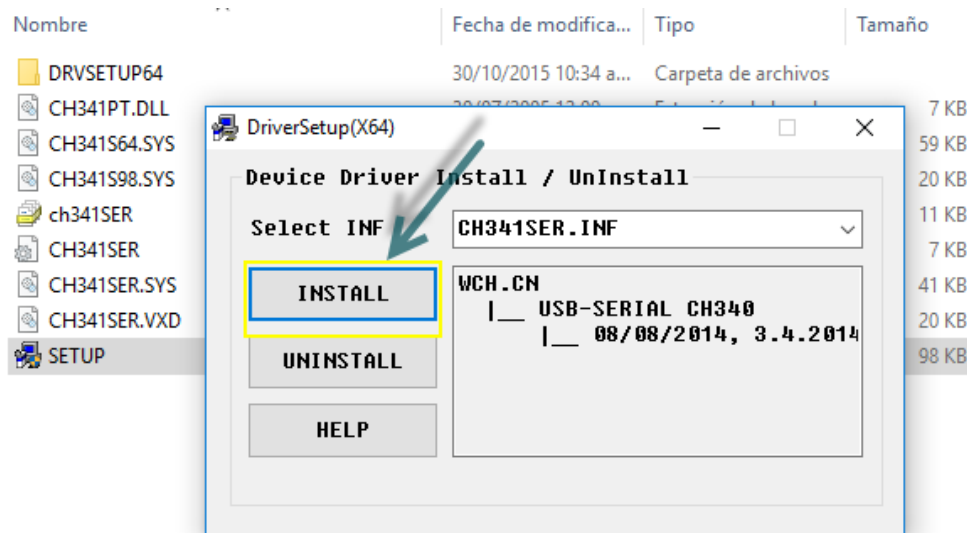 Nombre Fecha de modifica... Tipo Tamaño
DRVSETUP64 30/10/2015 10:34 a... Carpeta de archivos
CH341PT.DLL 7 KB
CH341S64.SYS 59 KB
CH341S98.SYS 20 KB
ch341SER 11 KB
CH341SER 7 KB
CH341SER.SYS 41 KB
CH341SER.VXD 20 KB
SETUP 98 KB
DriverSetup(X64)
Device Driver Install / UnInstall
Select INF CH341SER.INF
INSTALL
UNINSTALL
HELP
WCH.CN
|__ USB-SERIAL CH340
|__ 08/08/2014, 3.4.2014